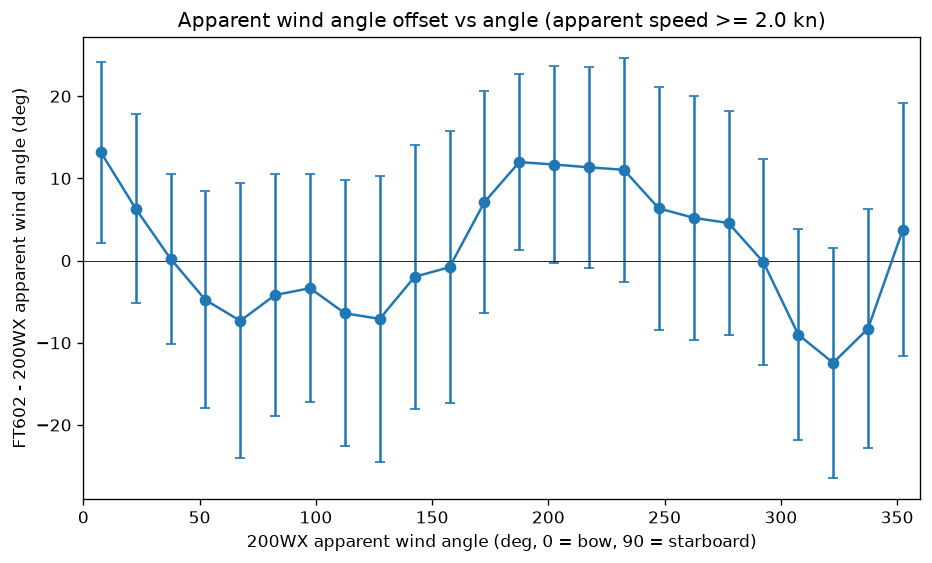 Apparent wind angle offset vs angle (apparent speed >= 2.0 kn)
FT602 - 200WX apparent wind angle (deg)
20
10
0
−10
−20
0 50 100 150 200 250 300 350
200WX apparent wind angle (deg, 0 = bow, 90 = starboard)